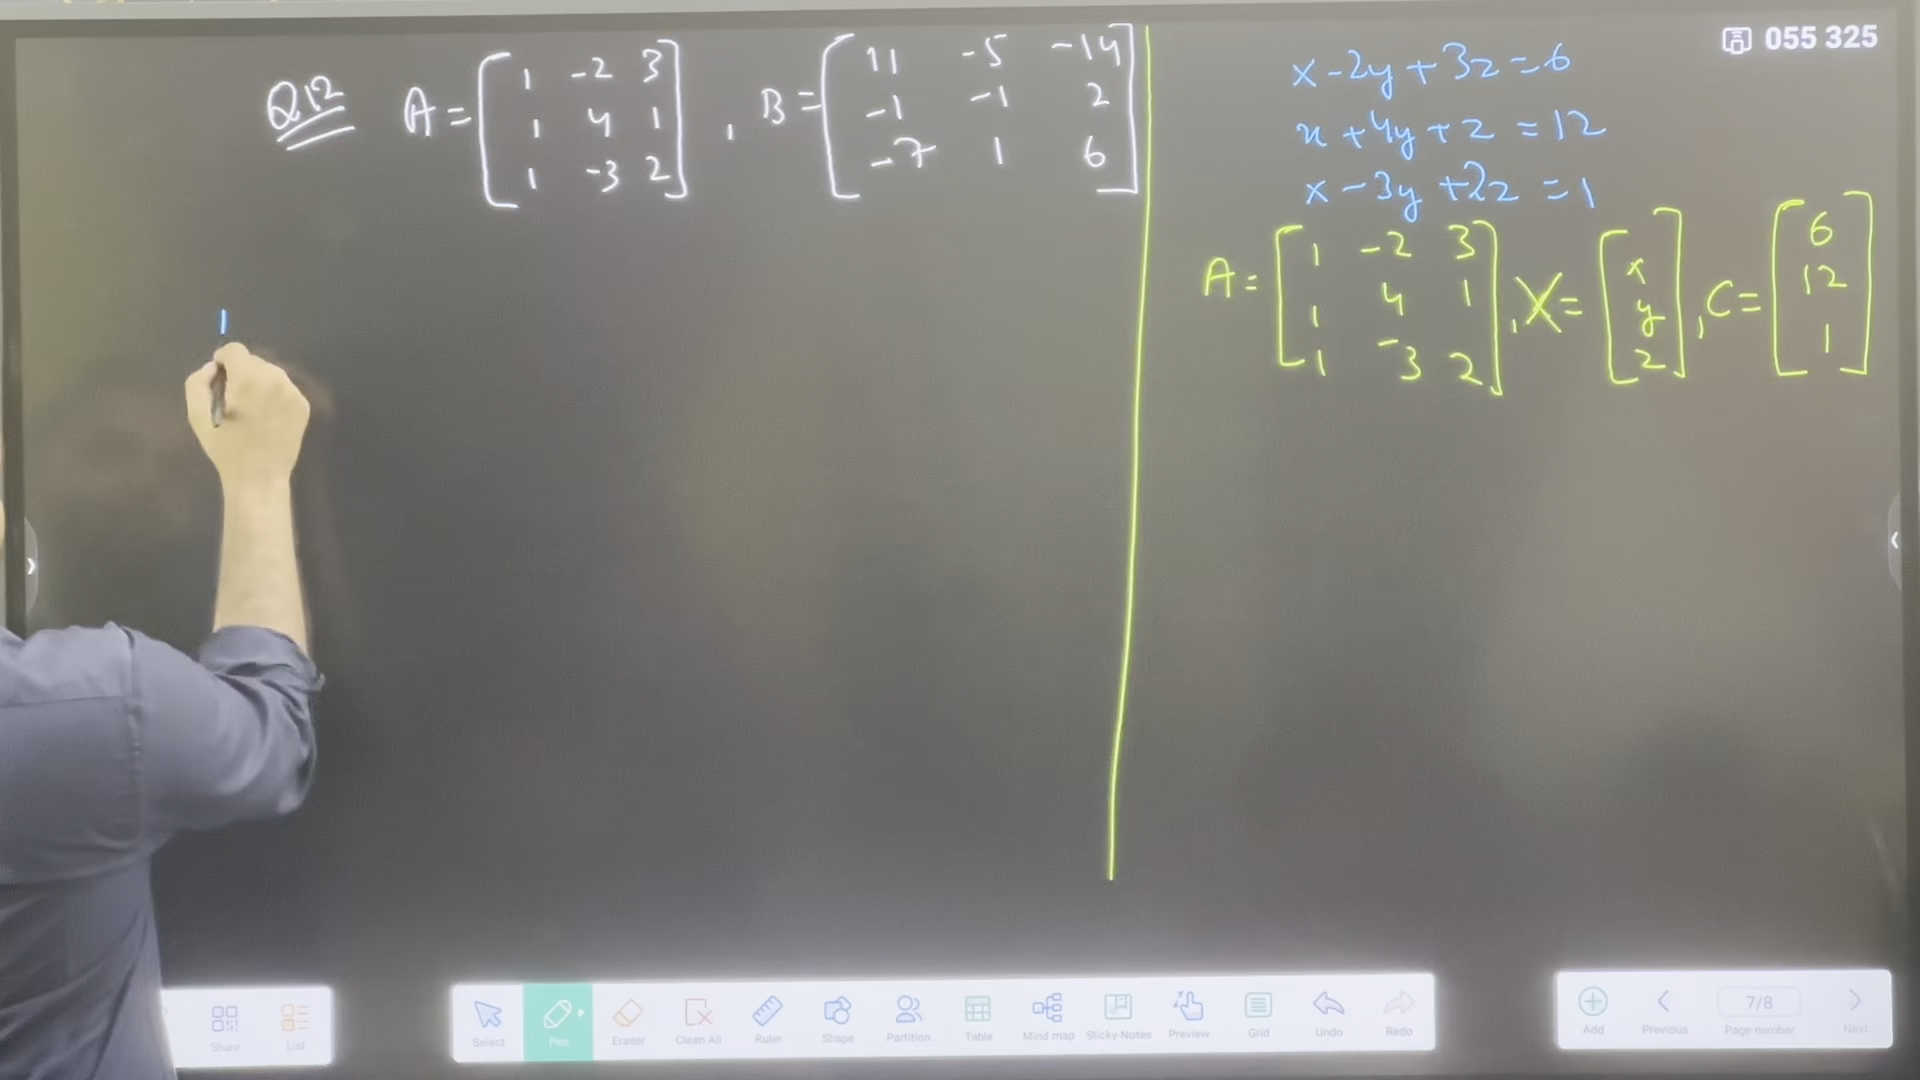 Q12 A = [1 -2 3; 1 4 1; 1 -3 2], B = [11 -5 -14; -1 -1 2; -7 1 6]
1
055 325
x - 2y + 3z = 6
x + 4y + z = 12
x - 3y + 2z = 1
A = [1 -2 3; 1 4 1; 1 -3 2], X = [x; y; z], C = [6; 12; 1]
Share List
Select Pen Eraser Clean All Ruler Shape Partition Table Mind map Sticky Notes Preview Grid Undo Redo
Add Previous 7/8 Page number Next